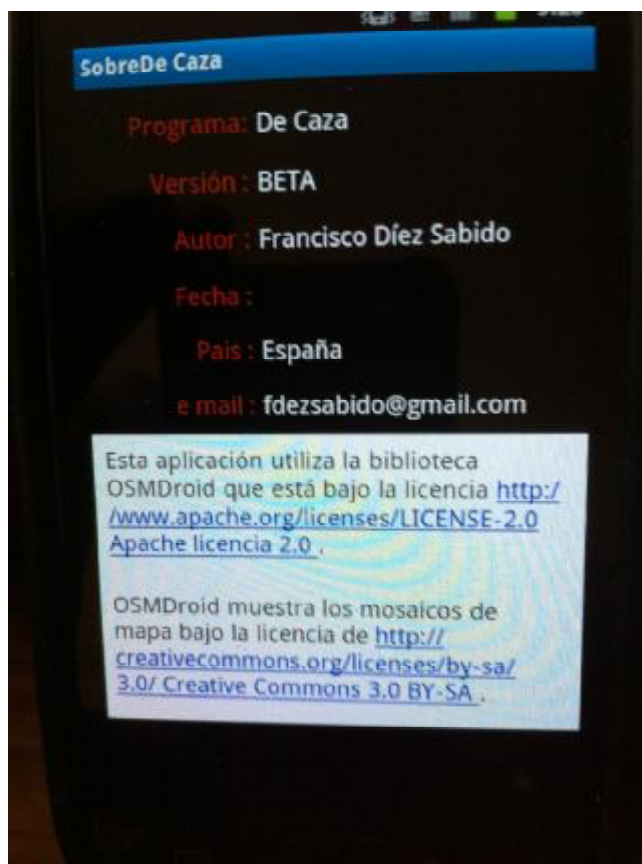 SobreDe Caza
Programa: De Caza
Versión : BETA
Autor : Francisco Díez Sabido
Fecha :
Pais : España
e mail : fdezsabido@gmail.com
Esta aplicación utiliza la biblioteca
OSMDroid que está bajo la licencia http:/
/www.apache.org/licenses/LICENSE-2.0
Apache licencia 2.0 .
OSMDroid muestra los mosaicos de
mapa bajo la licencia de http://
creativecommons.org/licenses/by-sa/
3.0/ Creative Commons 3.0 BY-SA .